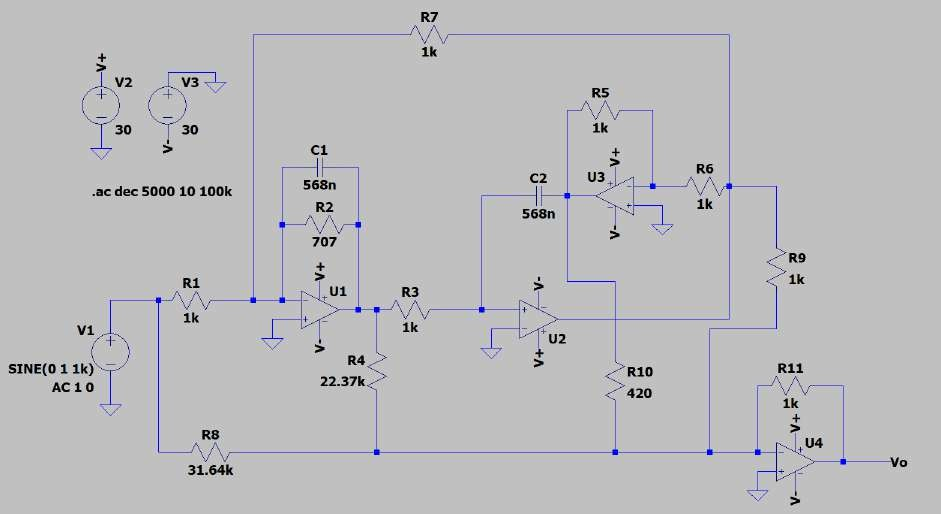 R7
1k
V+
V2
30
V3
30
V-
.ac dec 5000 10 100k
C1
568n
R2
707
V+
U1
V-
R1
1k
V1
SINE(0 1 1k)
AC 1 0
R3
1k
R4
22.37k
R8
31.64k
C2
568n
R5
1k
V+
U3
V-
R6
1k
V-
U2
V+
R9
1k
R10
420
R11
1k
V+
U4
V-
Vo